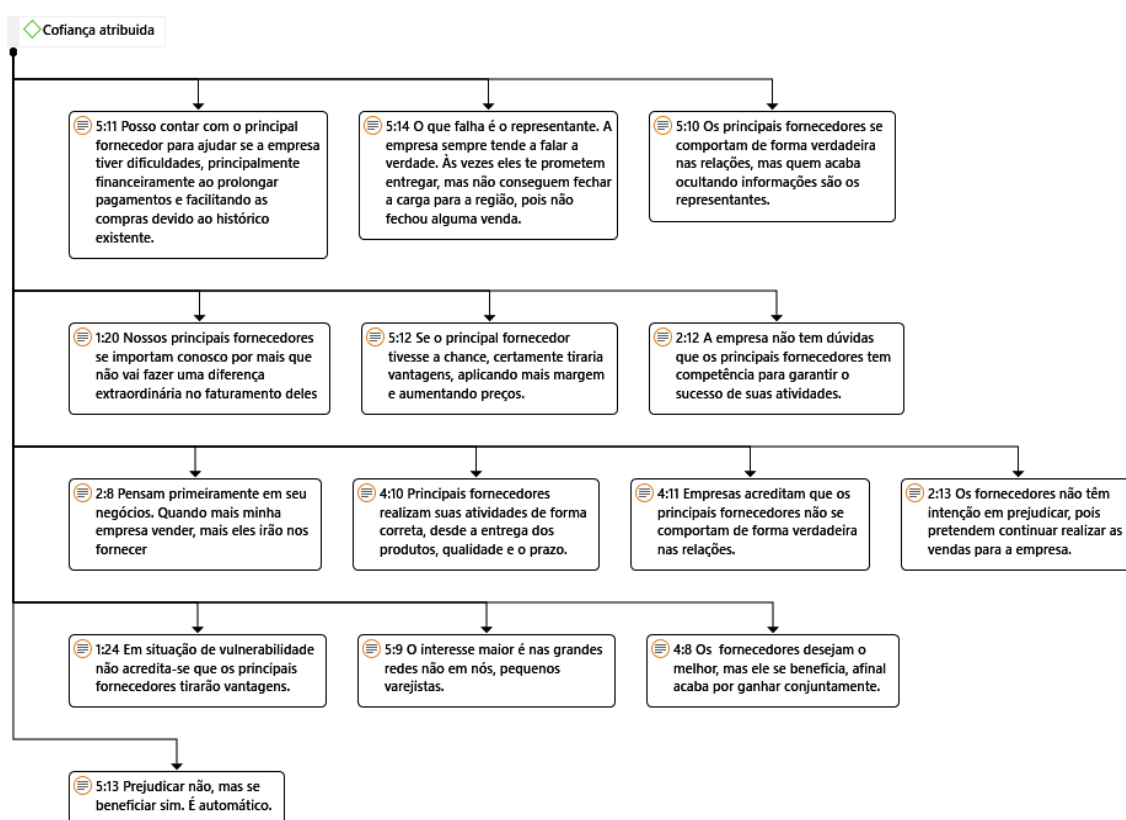 Cofiança atribuida
5:11 Posso contar com o principal
fornecedor para ajudar se a empresa
tiver dificuldades, principalmente
financeiramente ao prolongar
pagamentos e facilitando as
compras devido ao histórico
existente.
5:14 O que falha é o representante. A
empresa sempre tende a falar a
verdade. Às vezes eles te prometem
entregar, mas não conseguem fechar
a carga para a região, pois não
fechou alguma venda.
5:10 Os principais fornecedores se
comportam de forma verdadeira
nas relações, mas quem acaba
ocultando informações são os
representantes.
1:20 Nossos principais fornecedores
se importam conosco por mais que
não vai fazer uma diferença
extraordinária no faturamento deles
5:12 Se o principal fornecedor
tivesse a chance, certamente tiraria
vantagens, aplicando mais margem
e aumentando preços.
2:12 A empresa não tem dúvidas
que os principais fornecedores tem
competência para garantir o
sucesso de suas atividades.
2:8 Pensam primeiramente em seu
negócios. Quando mais minha
empresa vender, mais eles irão nos
fornecer
4:10 Principais fornecedores
realizam suas atividades de forma
correta, desde a entrega dos
produtos, qualidade e o prazo.
4:11 Empresas acreditam que os
principais fornecedores não se
comportam de forma verdadeira
nas relações.
2:13 Os fornecedores não têm
intenção em prejudicar, pois
pretendem continuar realizar as
vendas para a empresa.
1:24 Em situação de vulnerabilidade
não acredita-se que os principais
fornecedores tirarão vantagens.
5:9 O interesse maior é nas grandes
redes não em nós, pequenos
varejistas.
4:8 Os fornecedores desejam o
melhor, mas ele se beneficia, afinal
acaba por ganhar conjuntamente.
5:13 Prejudicar não, mas se
beneficiar sim. É automático.